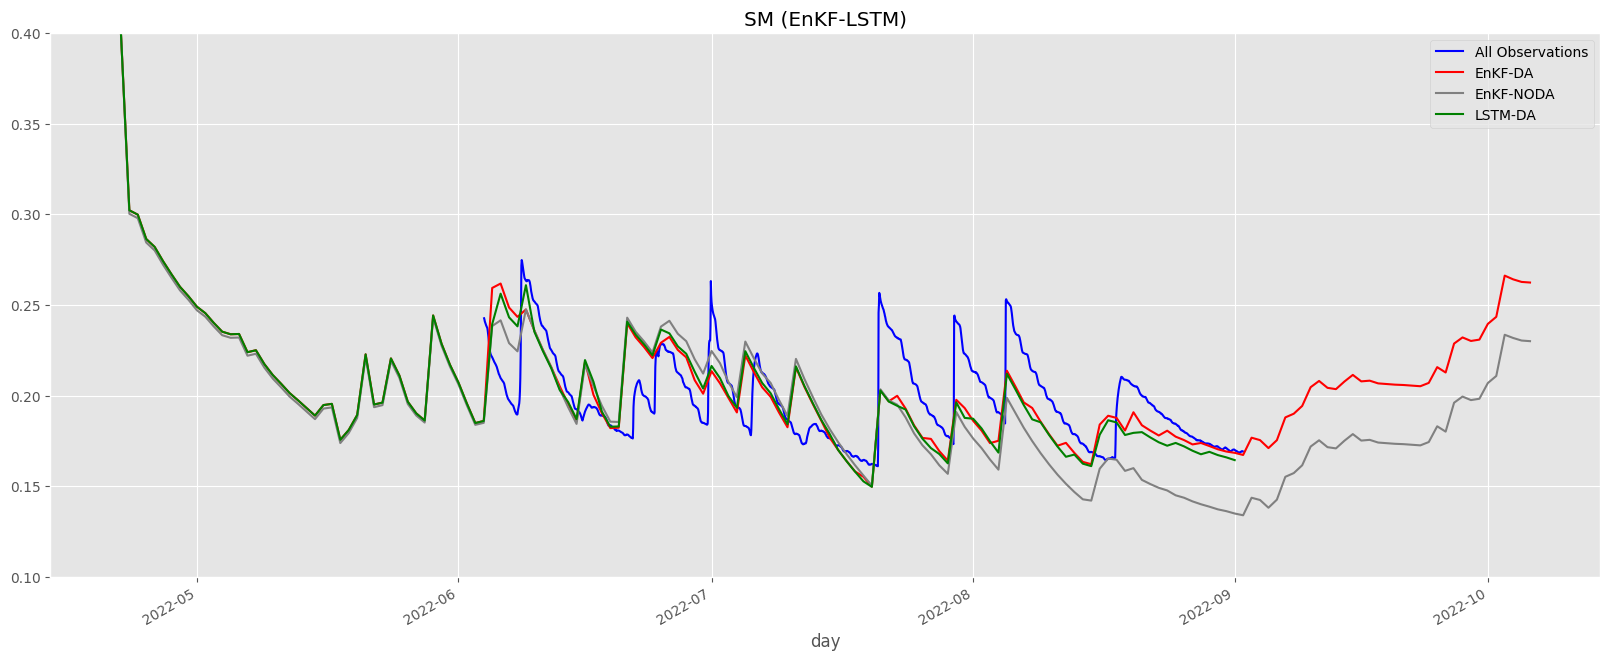 SM (EnKF-LSTM)
All Observations
EnKF-DA
EnKF-NODA
LSTM-DA
0.40
0.35
0.30
0.25
0.20
0.15
0.10
2022-05
2022-06
2022-07
2022-08
2022-09
2022-10
day